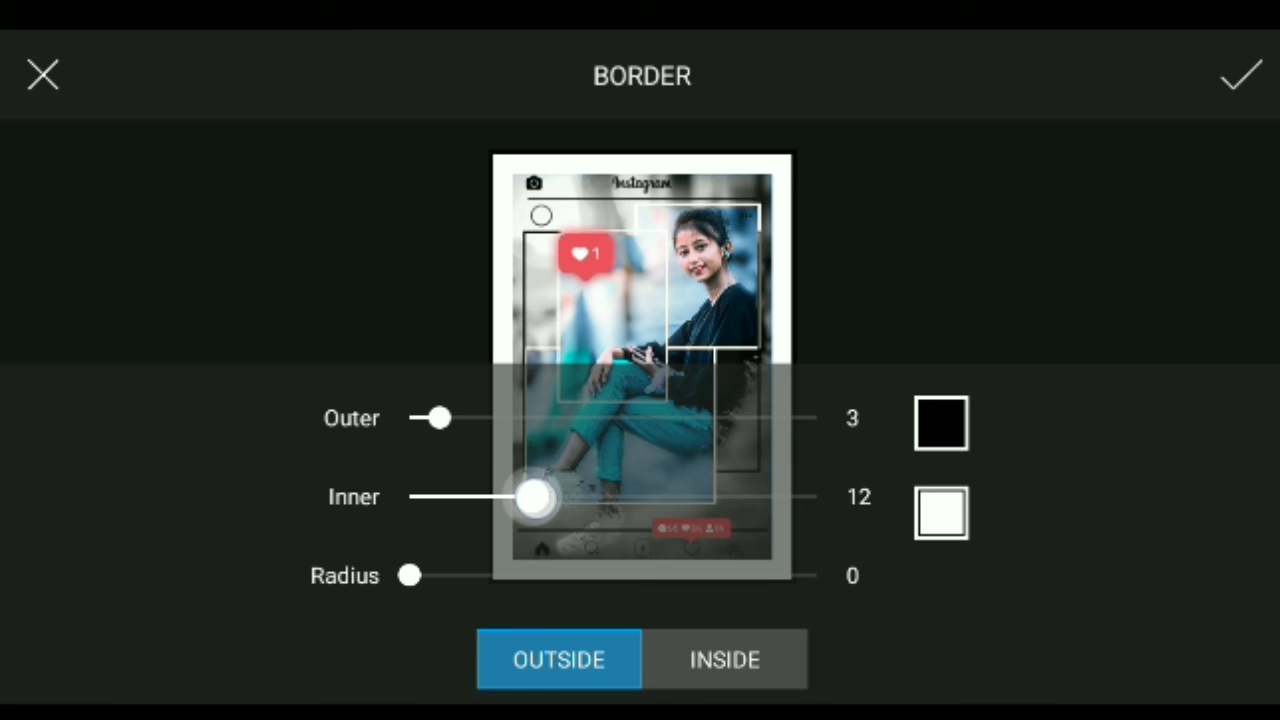 BORDER
Instagram
1
Outer 3
Inner 12
Radius 0
OUTSIDE INSIDE